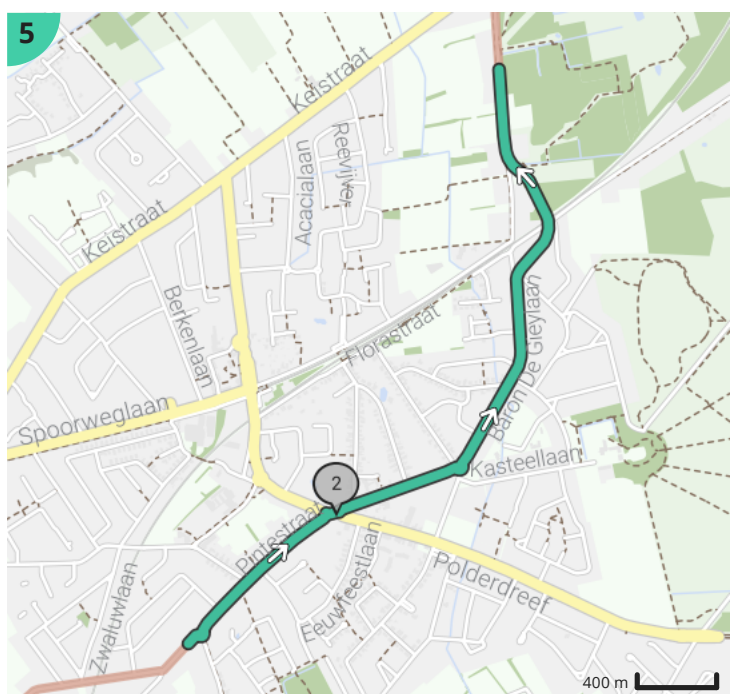 5
Keistraat
Reevijver
Acacialaan
Keistraat
Berkenlaan
Florastraat
Baron De Gieylaan
Spoorweglaan
Kasteellaan
2
Pintestraat
Eeuwfeestlaan
Polderdreef
Zwaluwlaan
400 m